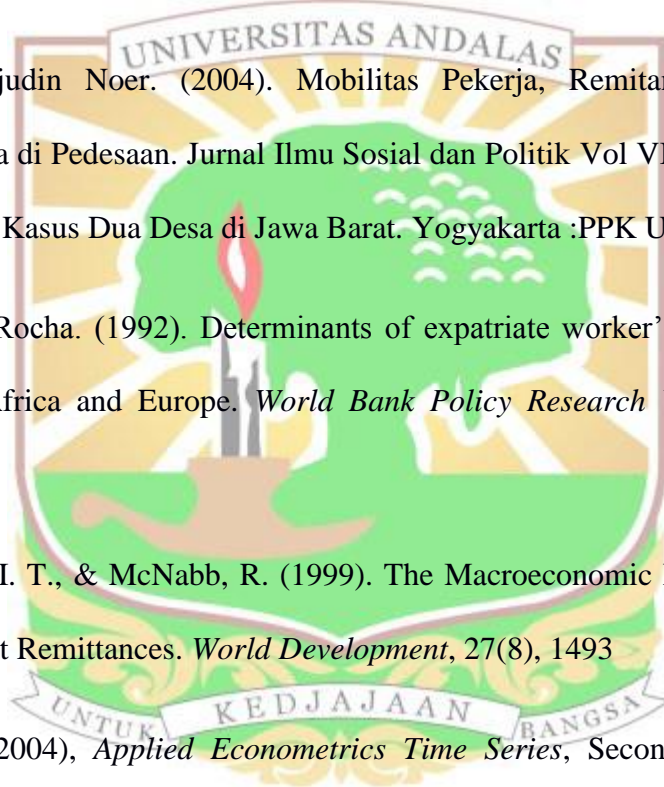 UNIVERSITAS ANDALAS
judin Noer. (2004). Mobilitas Pekerja, Remitan
a di Pedesaan. Jurnal Ilmu Sosial dan Politik Vol VI
Kasus Dua Desa di Jawa Barat. Yogyakarta :PPK U
Rocha. (1992). Determinants of expatriate worker’
frica and Europe. World Bank Policy Research
I. T., & McNabb, R. (1999). The Macroeconomic
t Remittances. World Development, 27(8), 1493
UNTUK KEDJAJAAN BANGSA
2004), Applied Econometrics Time Series, Secon